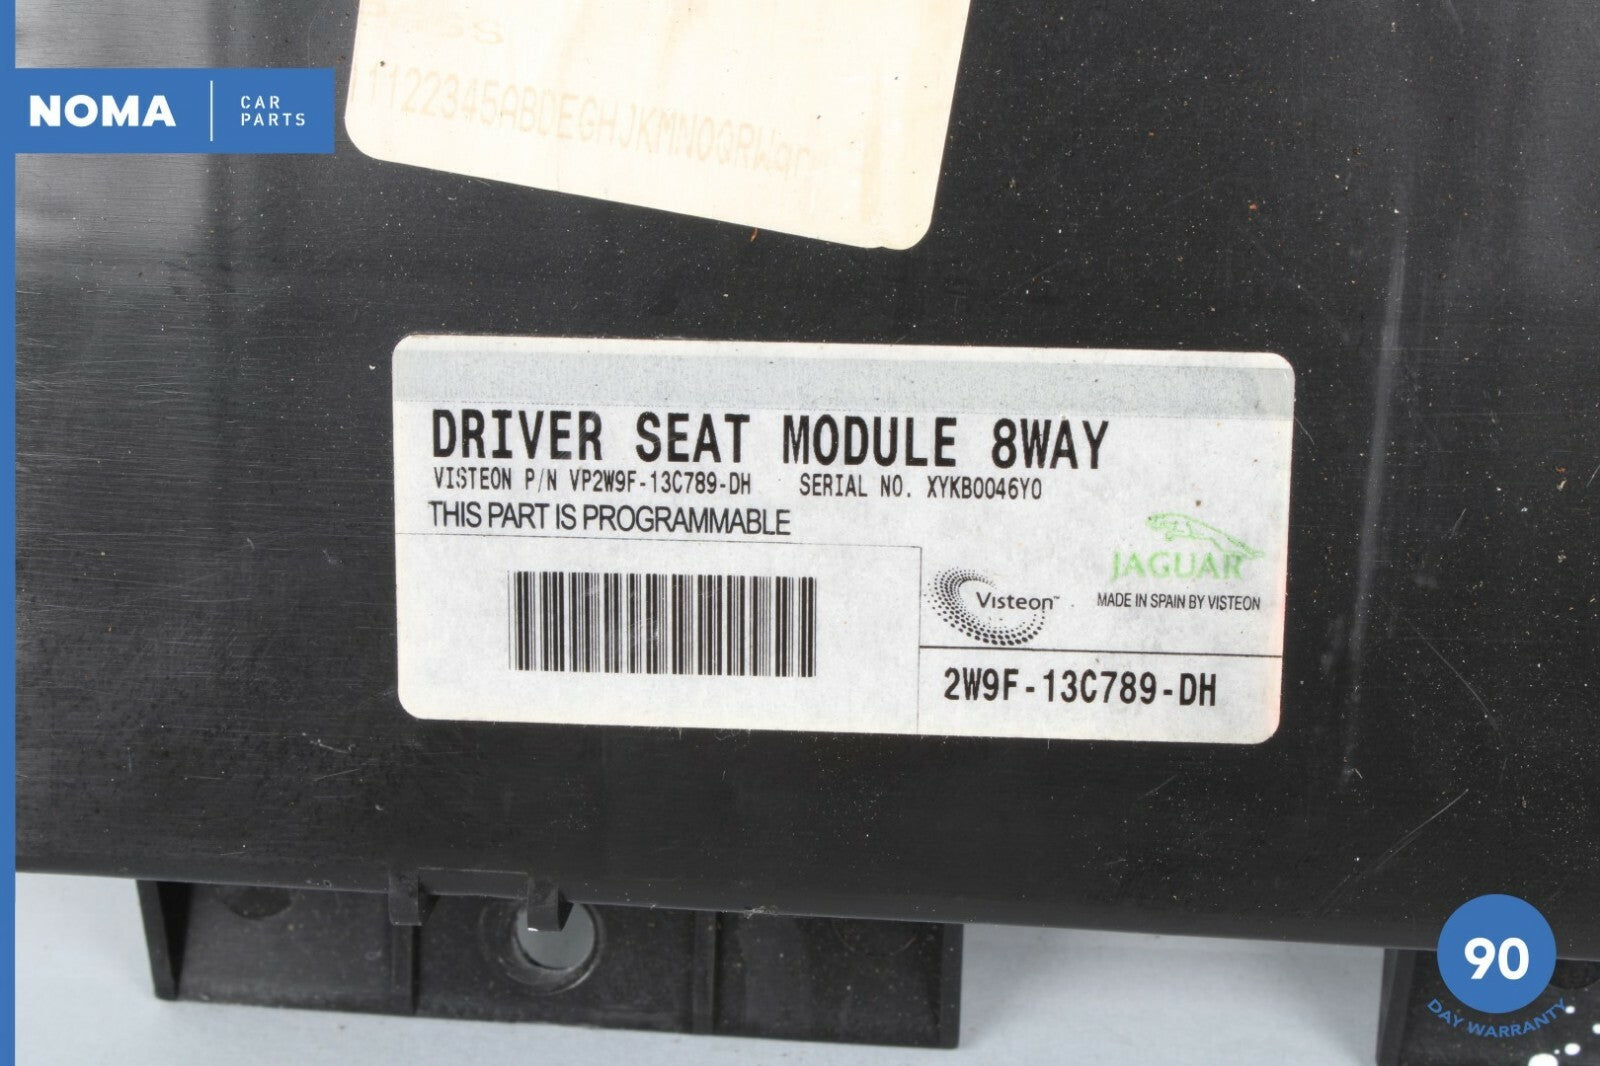 NOMA
CAR
PARTS
1122345ABDEGHJKMNOQRWar
DRIVER SEAT MODULE 8WAY
VISTEON P/N VP2W9F-13C789-DH SERIAL NO. XYKB0046Y0
THIS PART IS PROGRAMMABLE
JAGUAR
Visteon™
MADE IN SPAIN BY VISTEON
2W9F-13C789-DH
90
DAY WARRANTY